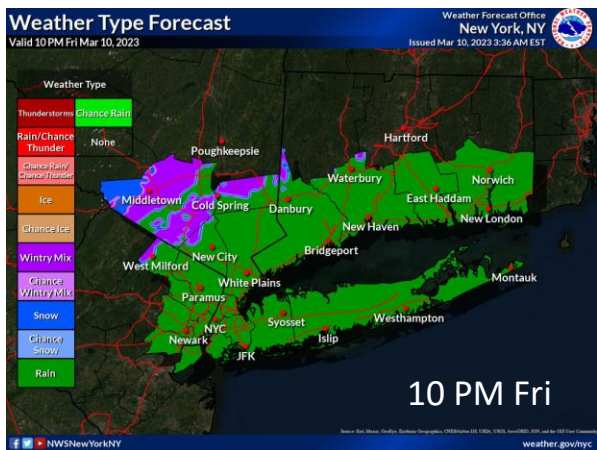 Weather Type Forecast
Valid 10 PM Fri Mar 10, 2023
Weather Forecast Office
New York, NY
Issued Mar 10, 2023 3:36 AM EST
Weather Type
Thunderstorms
Chance Rain
Rain/Chance
Thunder
None
Chance Rain/
Chance Thunder
Ice
Chance Ice
Wintry Mix
Chance
Wintry Mix
Snow
Chance
Snow
Rain
Poughkeepsie
Hartford
Middletown
Cold Spring
Waterbury
Danbury
Norwich
East Haddam
New London
New Haven
West Milford
New City
Bridgeport
White Plains
Montauk
Paramus
Syosset
Westhampton
NYC
Newark
Islip
JFK
10 PM Fri
NWSNewYorkNY
weather.gov/nyc